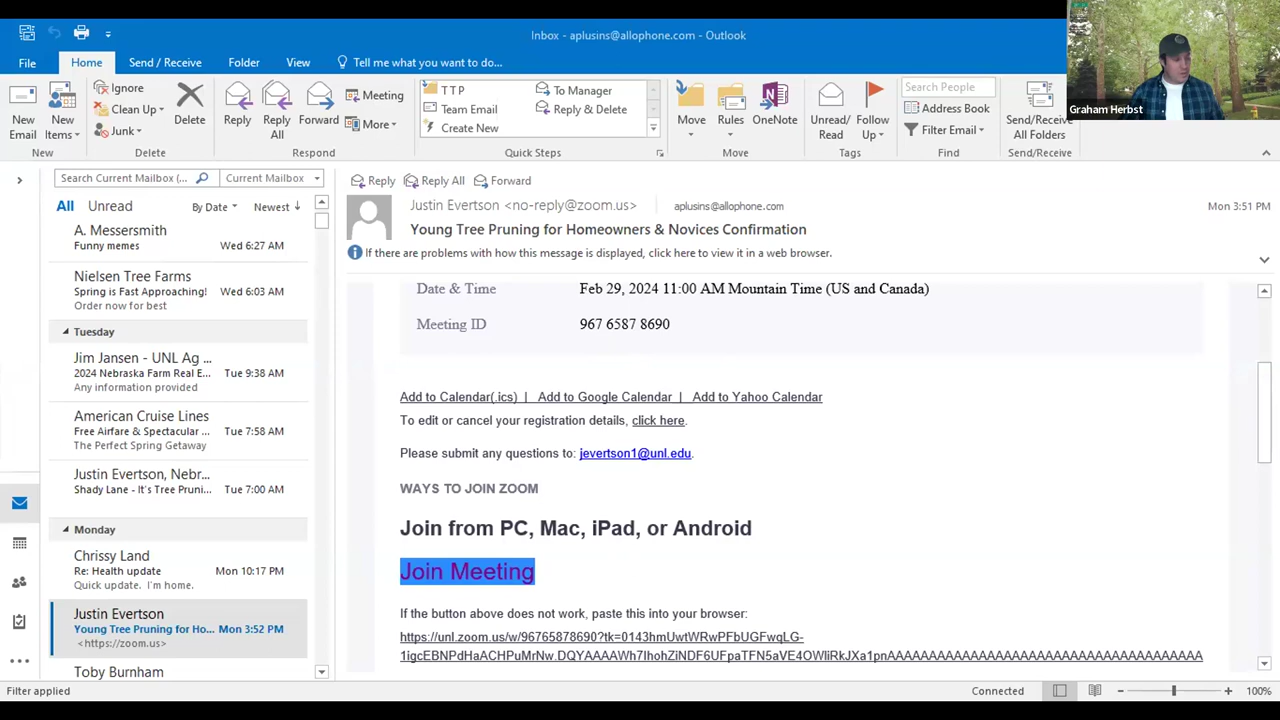 Inbox - aplusins@allophone.com - Outlook
File Home Send / Receive Folder View Tell me what you want to do...
New Email
New Items
New
Ignore
Clean Up
Junk
Delete
Delete
Reply
Reply All
Forward
Meeting
More
Respond
T T P
Team Email
Create New
To Manager
Reply & Delete
Quick Steps
Move
Rules
OneNote
Move
Unread/ Read
Follow Up
Tags
Search People
Address Book
Filter Email
Find
Send/Receive All Folders
Send/Receive
Graham Herbst
Search Current Mailbox (... Current Mailbox
All Unread By Date Newest
A. Messersmith
Funny memes Wed 6:27 AM
Nielsen Tree Farms
Spring is Fast Approaching! Wed 6:03 AM
Order now for best
Tuesday
Jim Jansen - UNL Ag ...
2024 Nebraska Farm Real E... Tue 9:38 AM
Any information provided
American Cruise Lines
Free Airfare & Spectacular ... Tue 7:58 AM
The Perfect Spring Getaway
Justin Evertson, Nebr...
Shady Lane - It's Tree Pruni... Tue 7:00 AM
Monday
Chrissy Land
Re: Health update Mon 10:17 PM
Quick update. I'm home.
Justin Evertson
Young Tree Pruning for Ho... Mon 3:52 PM
<https://zoom.us>
Toby Burnham
Reply Reply All Forward
Justin Evertson <no-reply@zoom.us> aplusins@allophone.com Mon 3:51 PM
Young Tree Pruning for Homeowners & Novices Confirmation
If there are problems with how this message is displayed, click here to view it in a web browser.
Date & Time Feb 29, 2024 11:00 AM Mountain Time (US and Canada)
Meeting ID 967 6587 8690
Add to Calendar(.ics) | Add to Google Calendar | Add to Yahoo Calendar
To edit or cancel your registration details, click here.
Please submit any questions to: jevertson1@unl.edu.
WAYS TO JOIN ZOOM
Join from PC, Mac, iPad, or Android
Join Meeting
If the button above does not work, paste this into your browser:
Filter applied Connected 100%